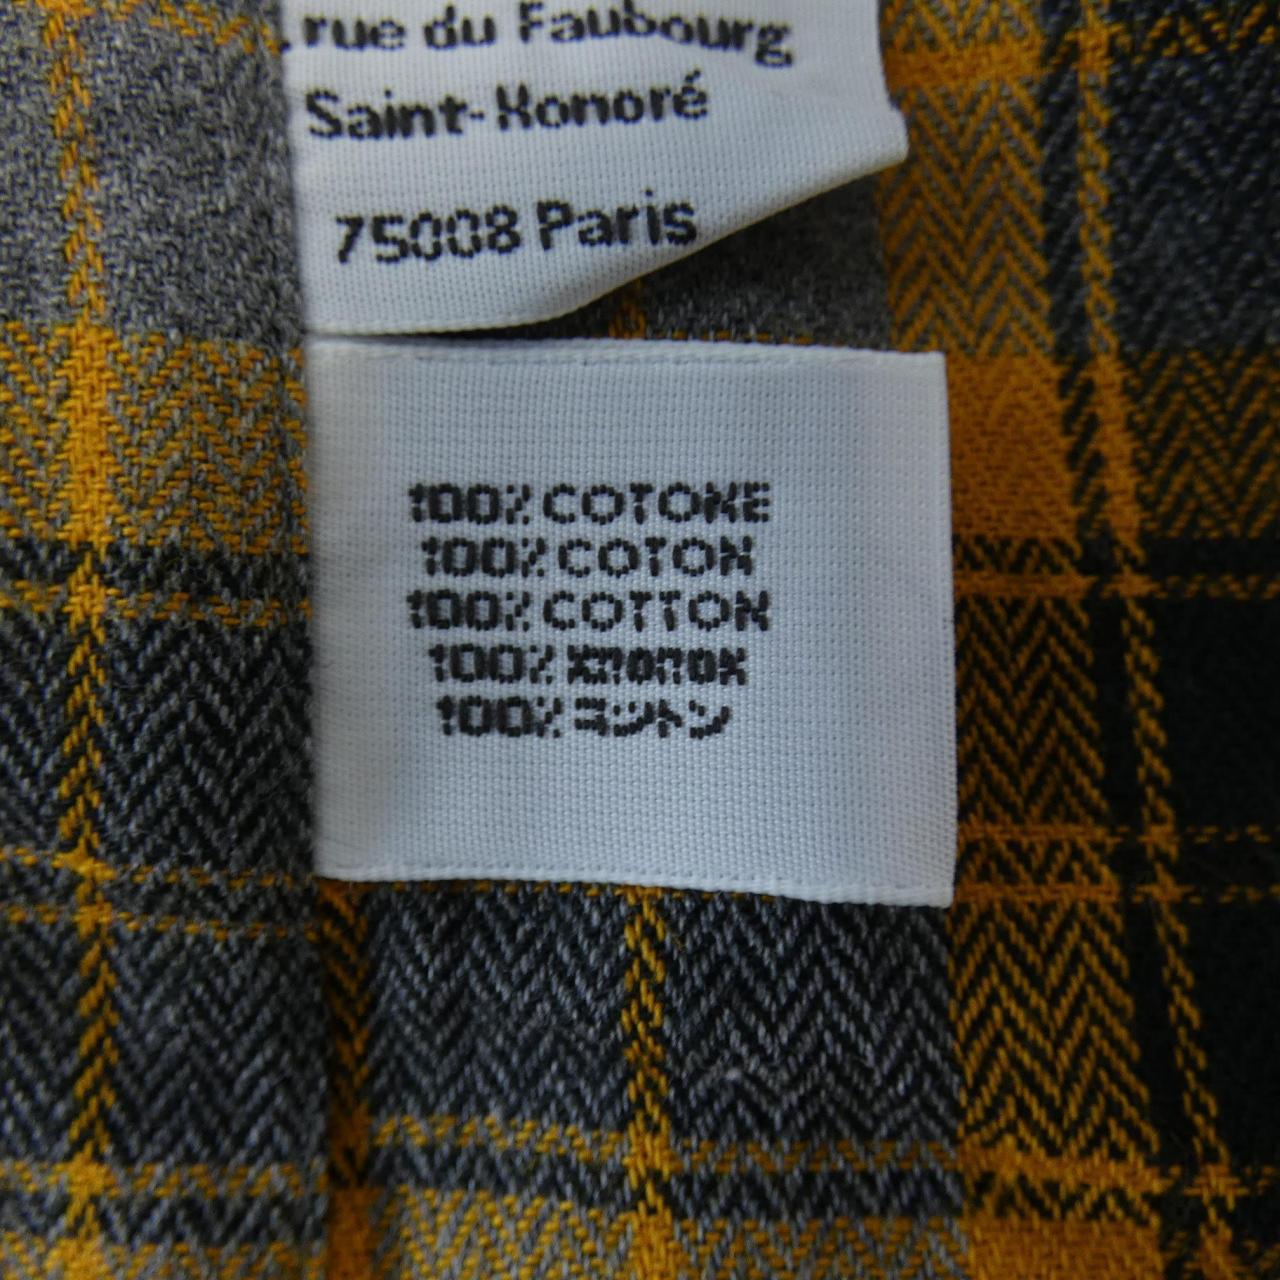 rue du Faubourg
Saint-Honoré
75008 Paris
100% COTONE
100% COTON
100% COTTON
100% ХЛОПОК
100% コットン